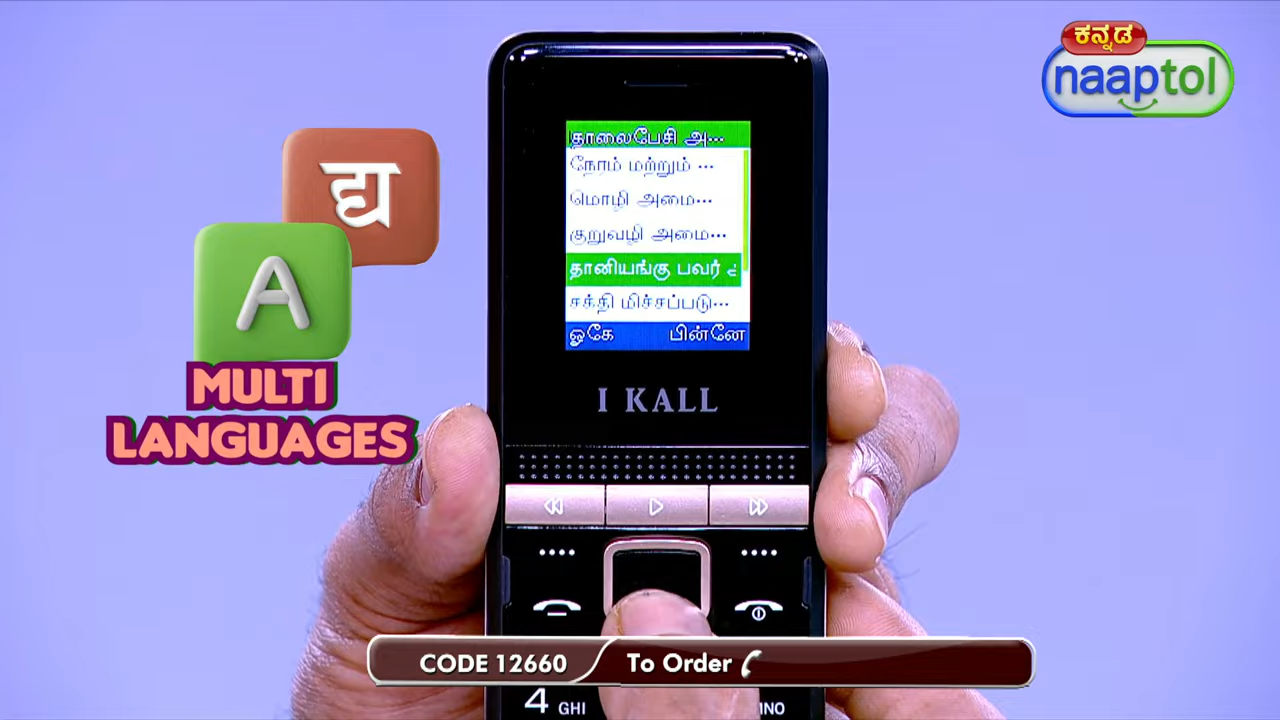 ಕನ್ನಡ
naaptol
द्य
A
MULTI
LANGUAGES
தாலைபேசி அ...
நேரம் மற்றும் ...
மொழி அமை...
குறுவழி அமை...
தானியங்கு பவர்
சக்தி மிச்சப்படு...
ஓகே பின்னே
I KALL
CODE 12660 To Order
4 GHI
MNO